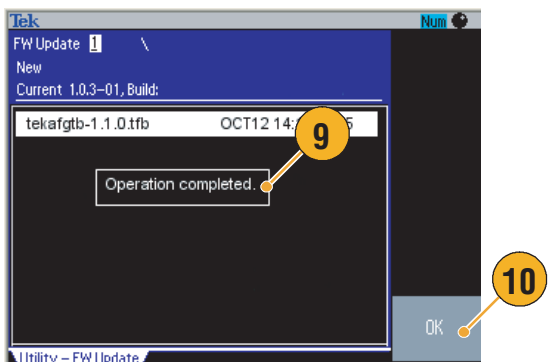 Tek Num
FW Update 1 \
New
Current 1.0.3-01, Build:
tekafgtb-1.1.0.tfb OCT12 14: 5
9
Operation completed.
10
OK
Utility – FW Update